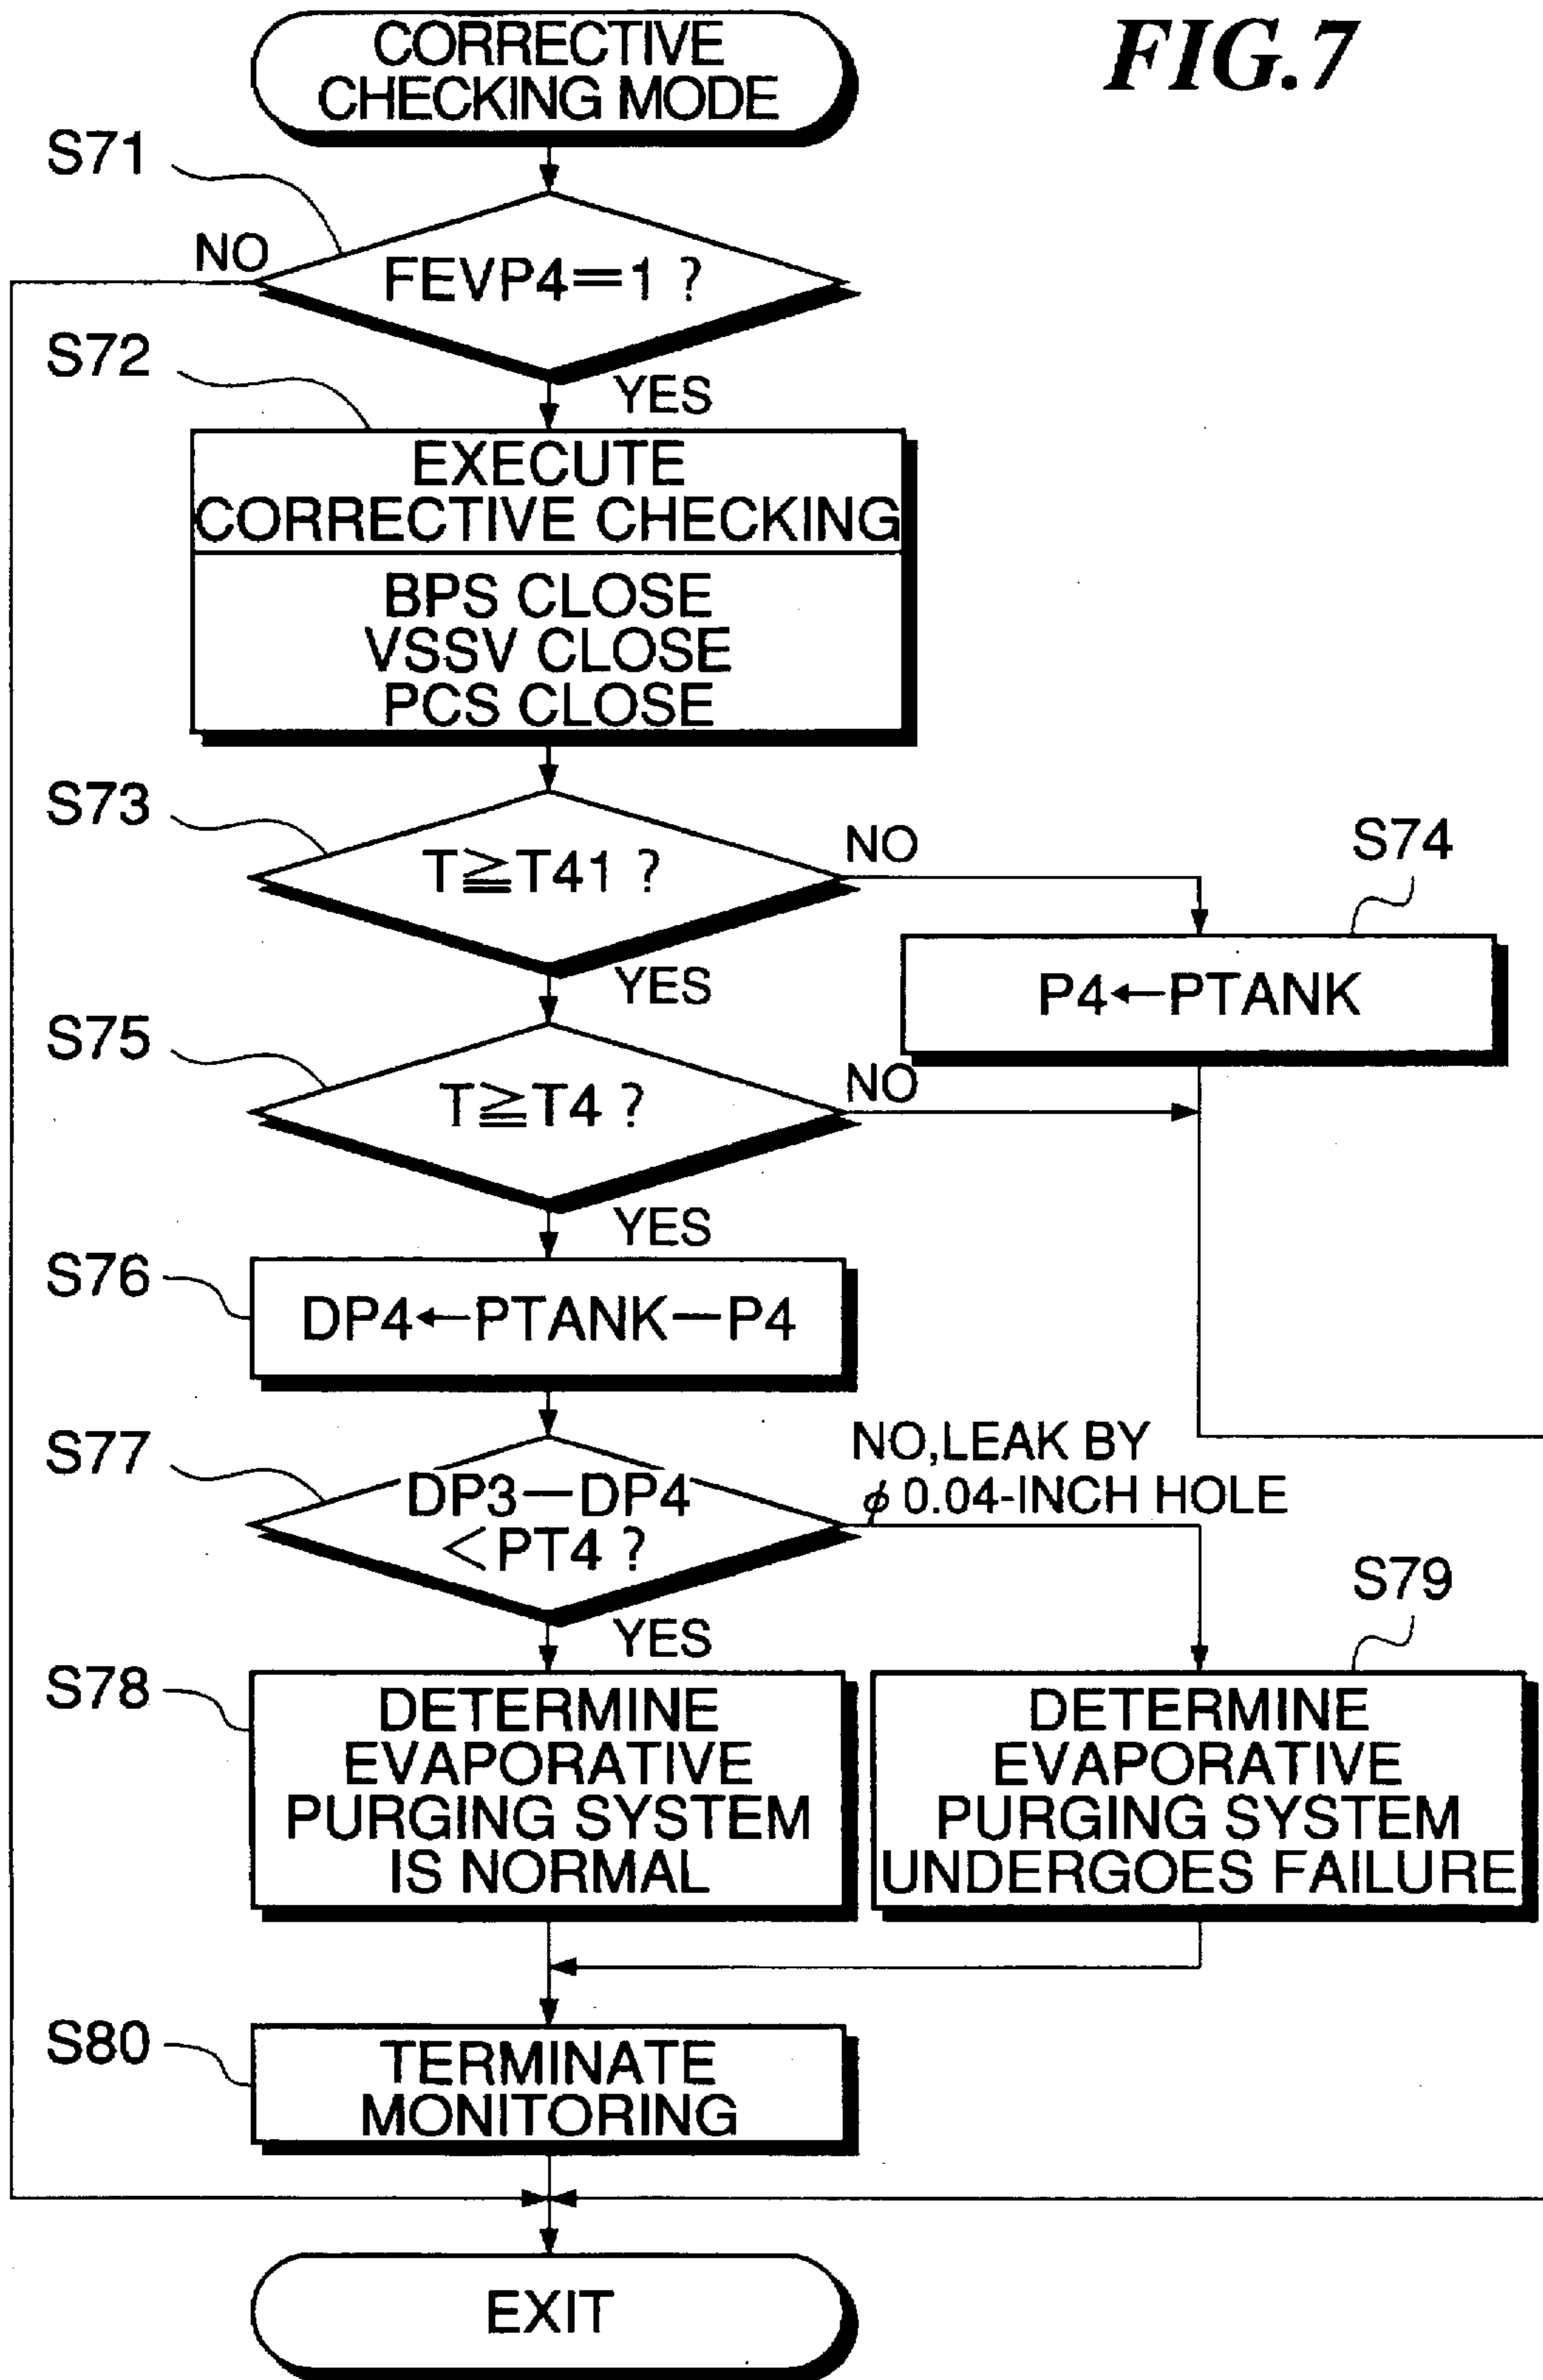 FIG.7
CORRECTIVE
CHECKING MODE
S71
NO
FEVP4=1 ?
S72
YES
EXECUTE
CORRECTIVE CHECKING
BPS CLOSE
VSSV CLOSE
PCS CLOSE
S73
T≧T41 ?
NO
S74
YES
P4←PTANK
S75
T≧T4 ?
NO
YES
S76
DP4←PTANK−P4
S77
DP3−DP4
<PT4 ?
NO,LEAK BY
ϕ 0.04-INCH HOLE
YES
S79
S78
DETERMINE
EVAPORATIVE
PURGING SYSTEM
IS NORMAL
DETERMINE
EVAPORATIVE
PURGING SYSTEM
UNDERGOES FAILURE
S80
TERMINATE
MONITORING
EXIT